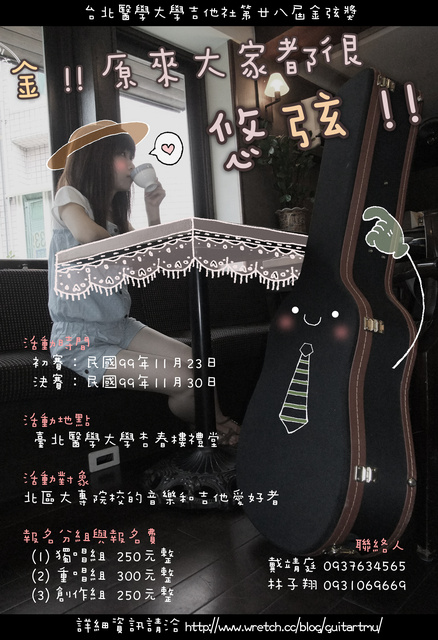 台北醫學大學吉他社第廿八屆金弦獎
金!!原來大家都很
悠弦!!
活動時間
初賽：民國99年11月23日
決賽：民國99年11月30日
活動地點
臺北醫學大學杏春樓禮堂
活動對象
北區大專院校的音樂和吉他愛好者
報名分組與報名費
(1) 獨唱組 250元整
(2) 重唱組 300元整
(3) 創作組 250元整
聯絡人
戴靖庭 0937634565
林子翔 0931069669
詳細資訊請洽 http://www.wretch.cc/blog/guitartmu/